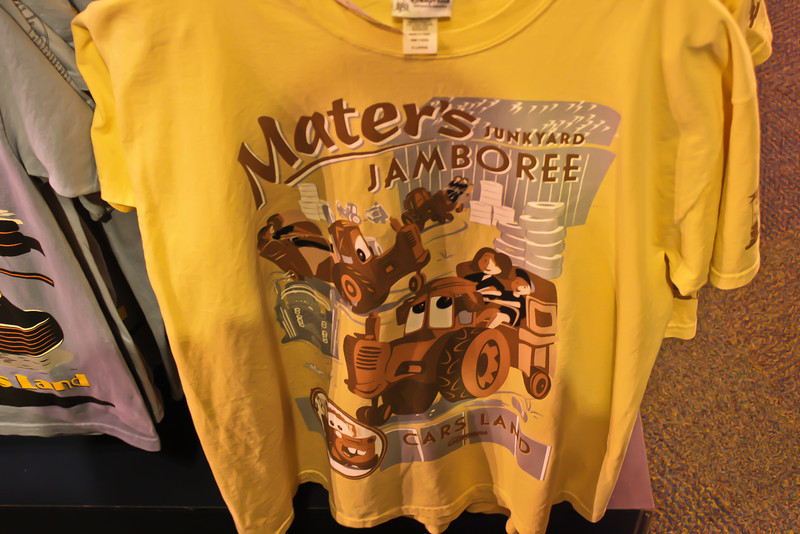 Mater's
JUNKYARD
JAMBOREE
CARS LAND
s Land